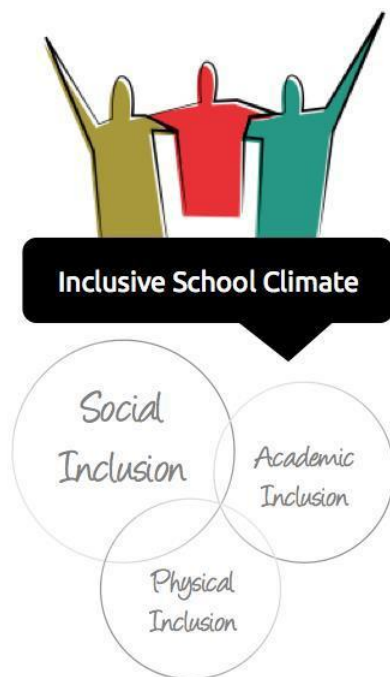 Inclusive School Climate
Social
Inclusion
Academic
Inclusion
Physical
Inclusion